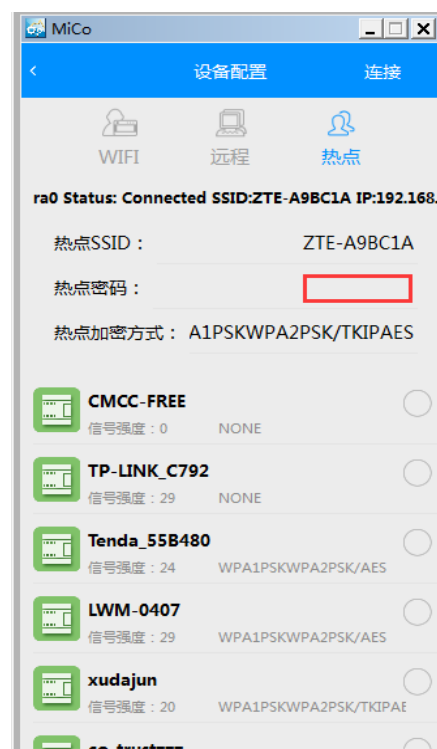 MiCo
设备配置 连接
WIFI 远程 热点
ra0 Status: Connected SSID:ZTE-A9BC1A IP:192.168.
热点SSID： ZTE-A9BC1A
热点密码：
热点加密方式： A1PSKWPA2PSK/TKIPAES
CMCC-FREE
信号强度：0 NONE
TP-LINK_C792
信号强度：29 NONE
Tenda_55B480
信号强度：24 WPA1PSKWPA2PSK/AES
LWM-0407
信号强度：29 WPA1PSKWPA2PSK/AES
xudajun
信号强度：20 WPA1PSKWPA2PSK/TKIPAE